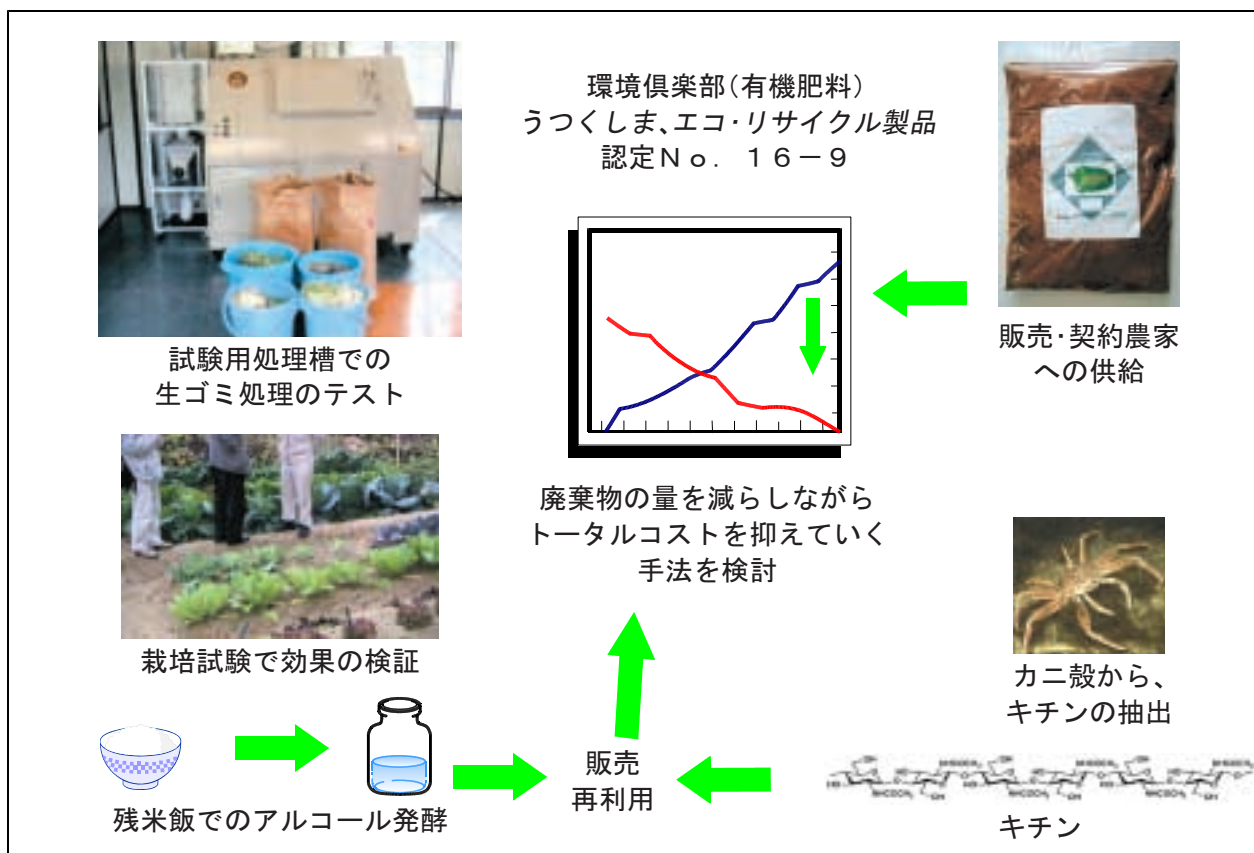 環境倶楽部(有機肥料)
うつくしま、エコ・リサイクル製品
認定No. 16-9
試験用処理槽での
生ゴミ処理のテスト
販売・契約農家
への供給
廃棄物の量を減らしながら
トータルコストを抑えていく
手法を検討
栽培試験で効果の検証
カニ殻から、
キチンの抽出
販売
再利用
残米飯でのアルコール発酵
キチン